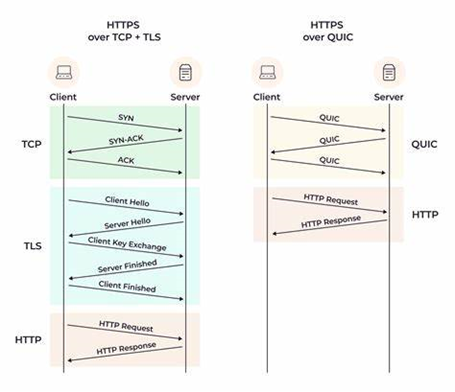 HTTPS
over TCP + TLS
Client
Server
TCP
SYN
SYN-ACK
ACK
TLS
Client Hello
Server Hello
Client Key Exchange
Server Finished
Client Finished
HTTP
HTTP Request
HTTP Response
HTTPS
over QUIC
Client
Server
QUIC
QUIC
QUIC
QUIC
HTTP Request
HTTP Response
HTTP